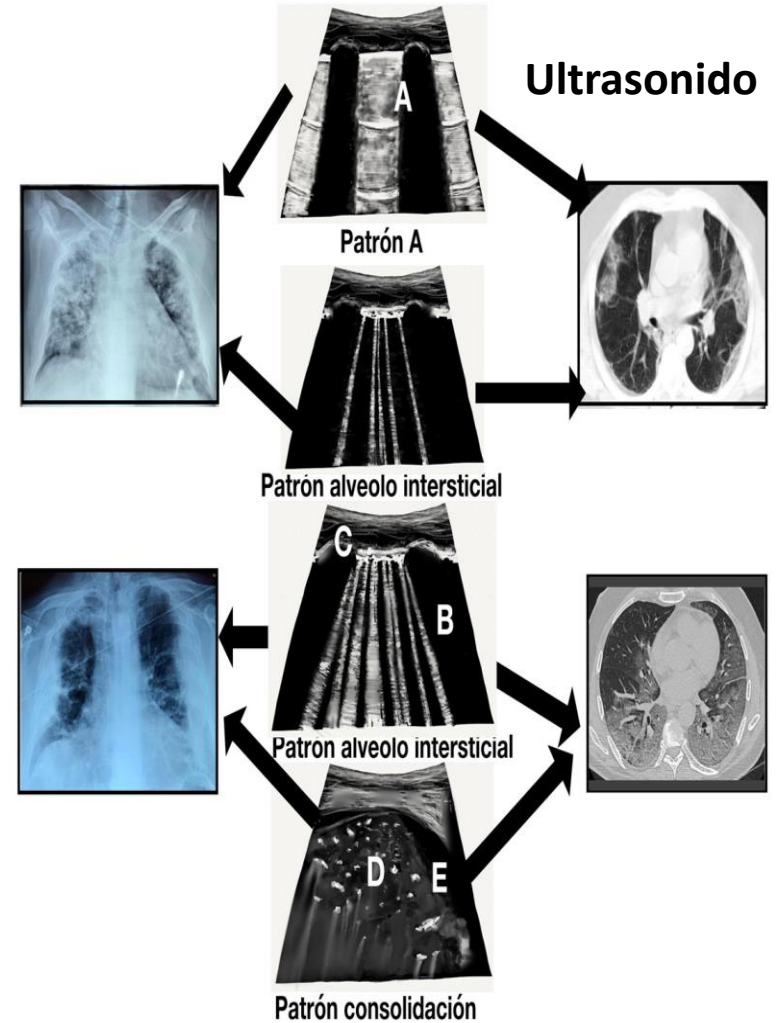 Ultrasonido
A
Patrón A
Patrón alveolo intersticial
C
B
Patrón alveolo intersticial
D
E
Patrón consolidación